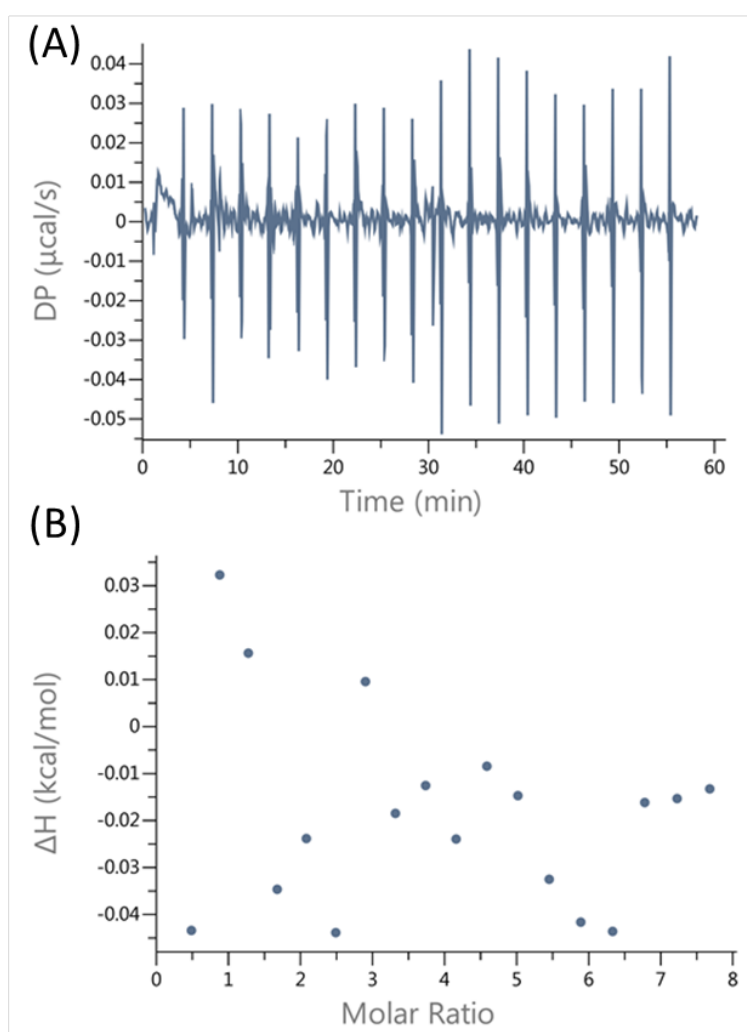 (A)
0.04
0.03
0.02
0.01
0
-0.01
-0.02
-0.03
-0.04
-0.05
DP (µcal/s)
0 10 20 30 40 50 60
Time (min)
(B)
0.03
0.02
0.01
0
-0.01
-0.02
-0.03
-0.04
ΔH (kcal/mol)
0 1 2 3 4 5 6 7 8
Molar Ratio